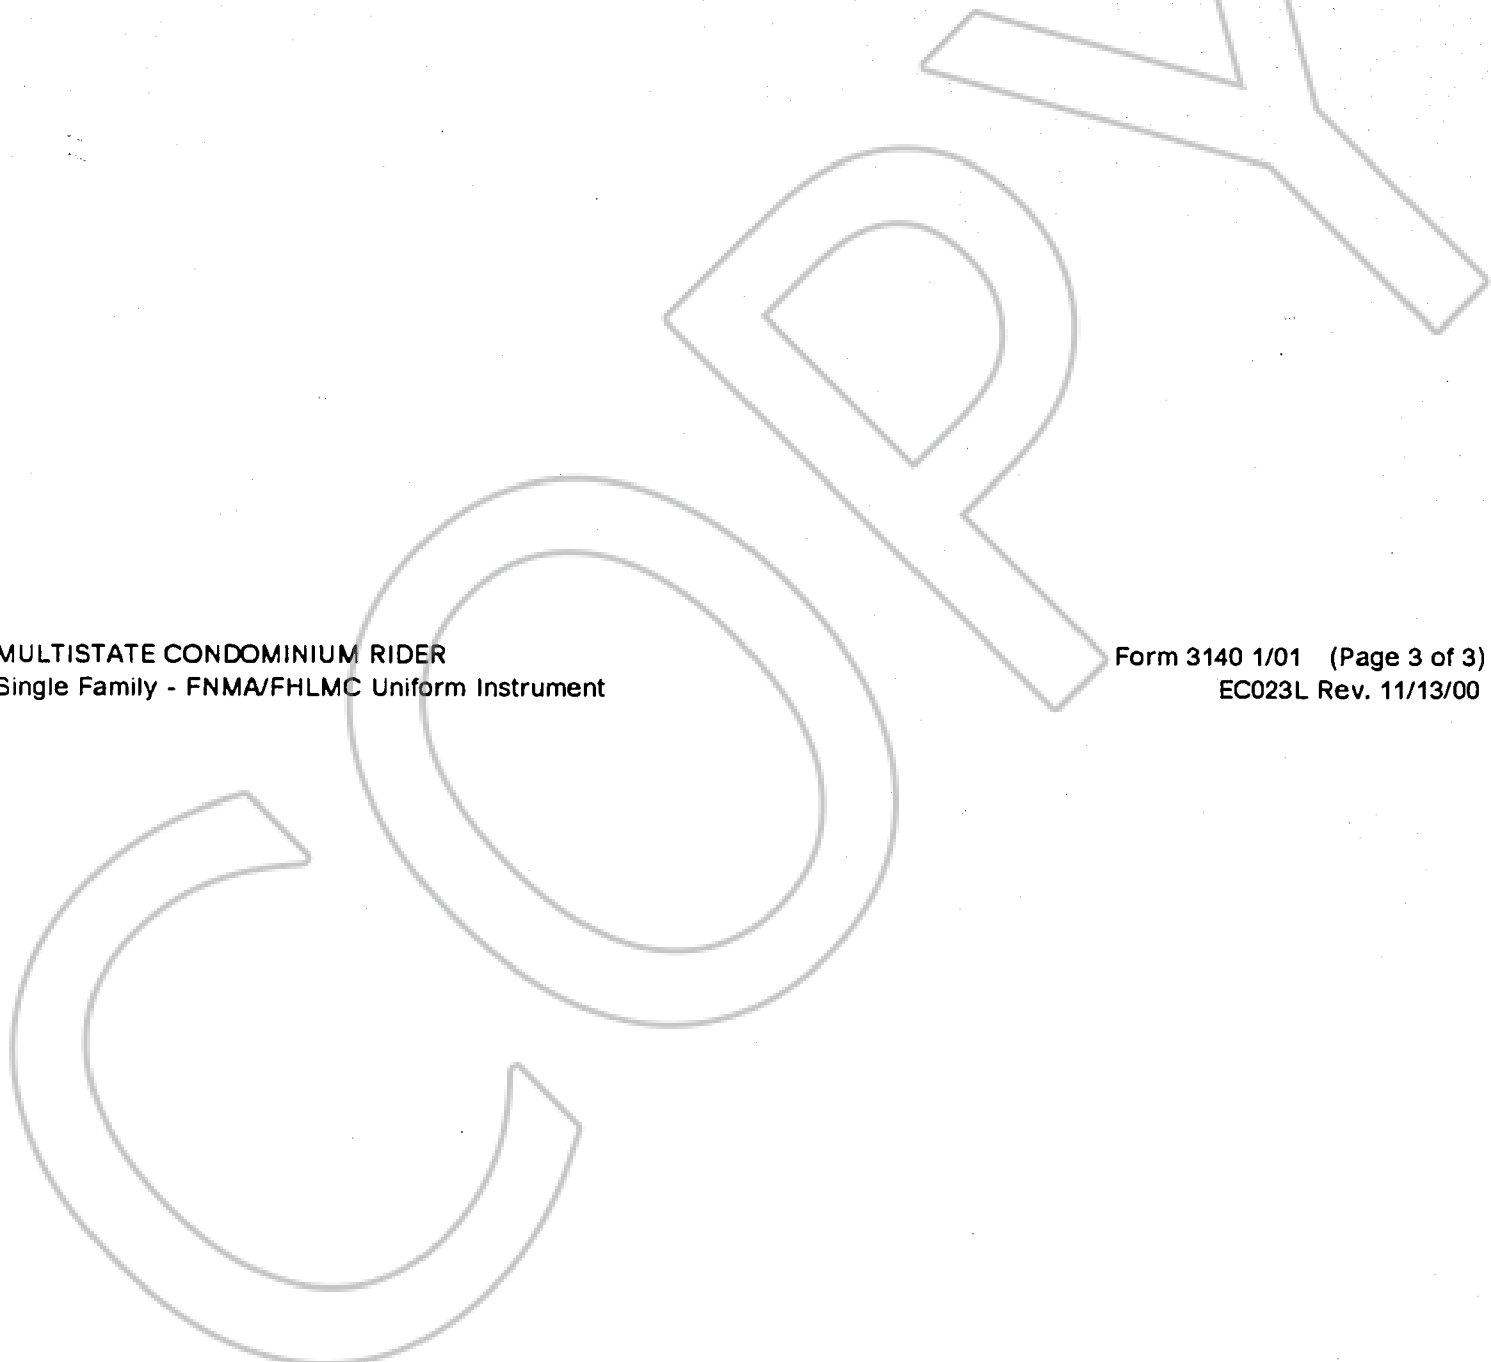 MULTISTATE CONDOMINIUM RIDER
Single Family - FNMA/FHLMC Uniform Instrument
Form 3140 1/01 (Page 3 of 3)
EC023L Rev. 11/13/00
COPY